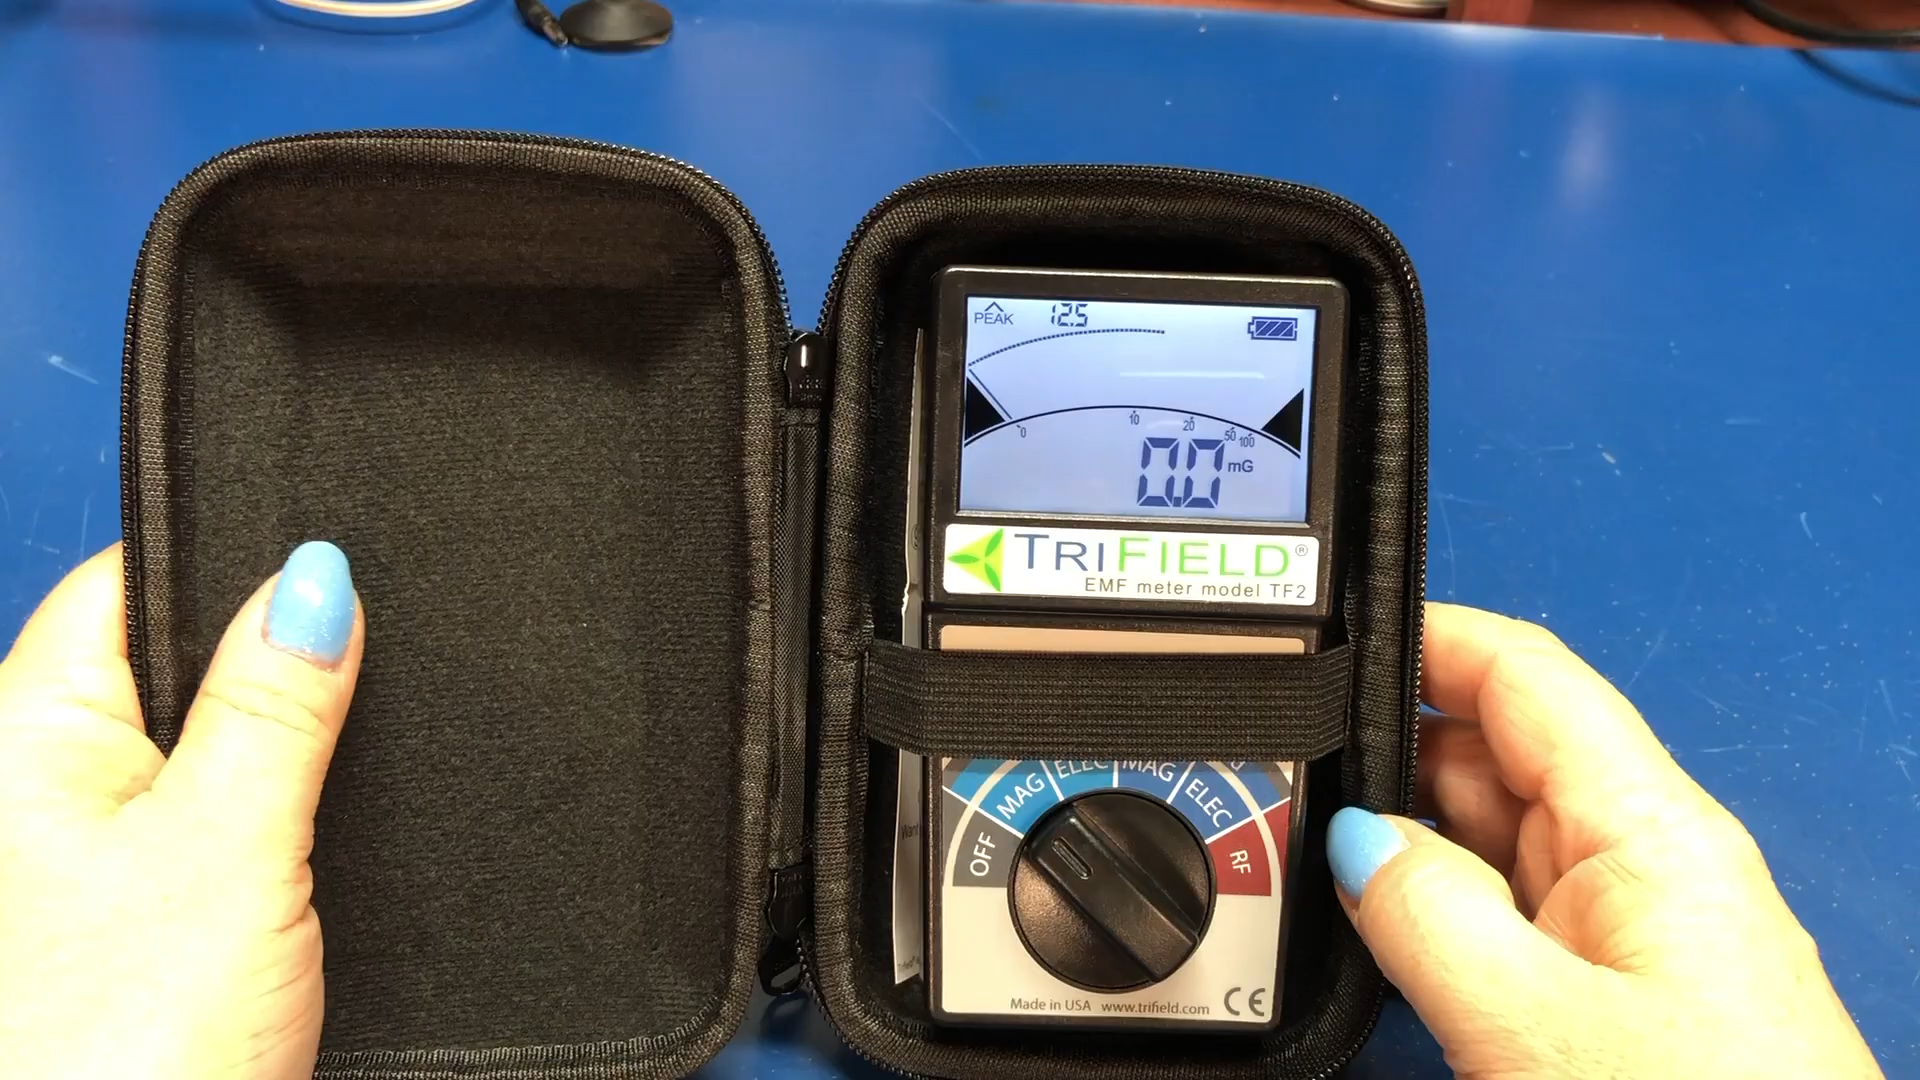 PEAK 12.5
0 10 20 50 100
0.0 mG
TRIFIELD®
EMF meter model TF2
OFF MAG ELEC MAG ELEC RF
Made in USA www.trifield.com CE